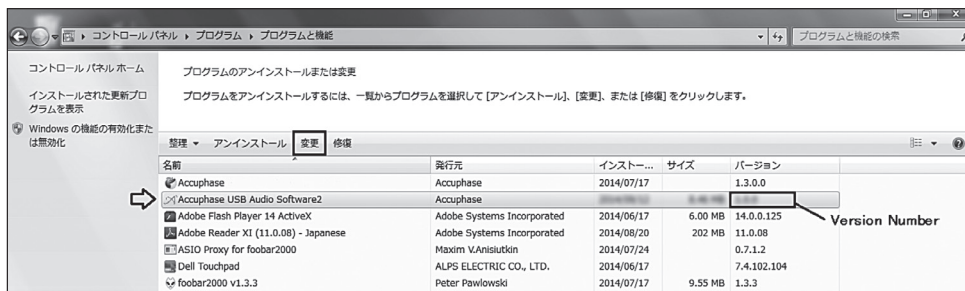 コントロール パネル ▸ プログラム ▸ プログラムと機能
プログラムと機能の検索
コントロール パネル ホーム
プログラムのアンインストールまたは変更
インストールされた更新プログラムを表示
プログラムをアンインストールするには、一覧からプログラムを選択して [アンインストール]、[変更]、または [修復] をクリックします。
Windows の機能の有効化または無効化
整理 ▼ アンインストール 変更 修復
名前 発行元 インストー... サイズ バージョン
Accuphase Accuphase 2014/07/17 1.3.0.0
Accuphase USB Audio Software2 Accuphase
Version Number
Adobe Flash Player 14 ActiveX Adobe Systems Incorporated 2014/06/17 6.00 MB 14.0.0.125
Adobe Reader XI (11.0.08) - Japanese Adobe Systems Incorporated 2014/08/20 202 MB 11.0.08
ASIO Proxy for foobar2000 Maxim V.Anisiutkin 2014/07/24 0.7.1.2
Dell Touchpad ALPS ELECTRIC CO., LTD. 2014/06/17 7.4.102.104
foobar2000 v1.3.3 Peter Pawlowski 2014/07/17 9.55 MB 1.3.3